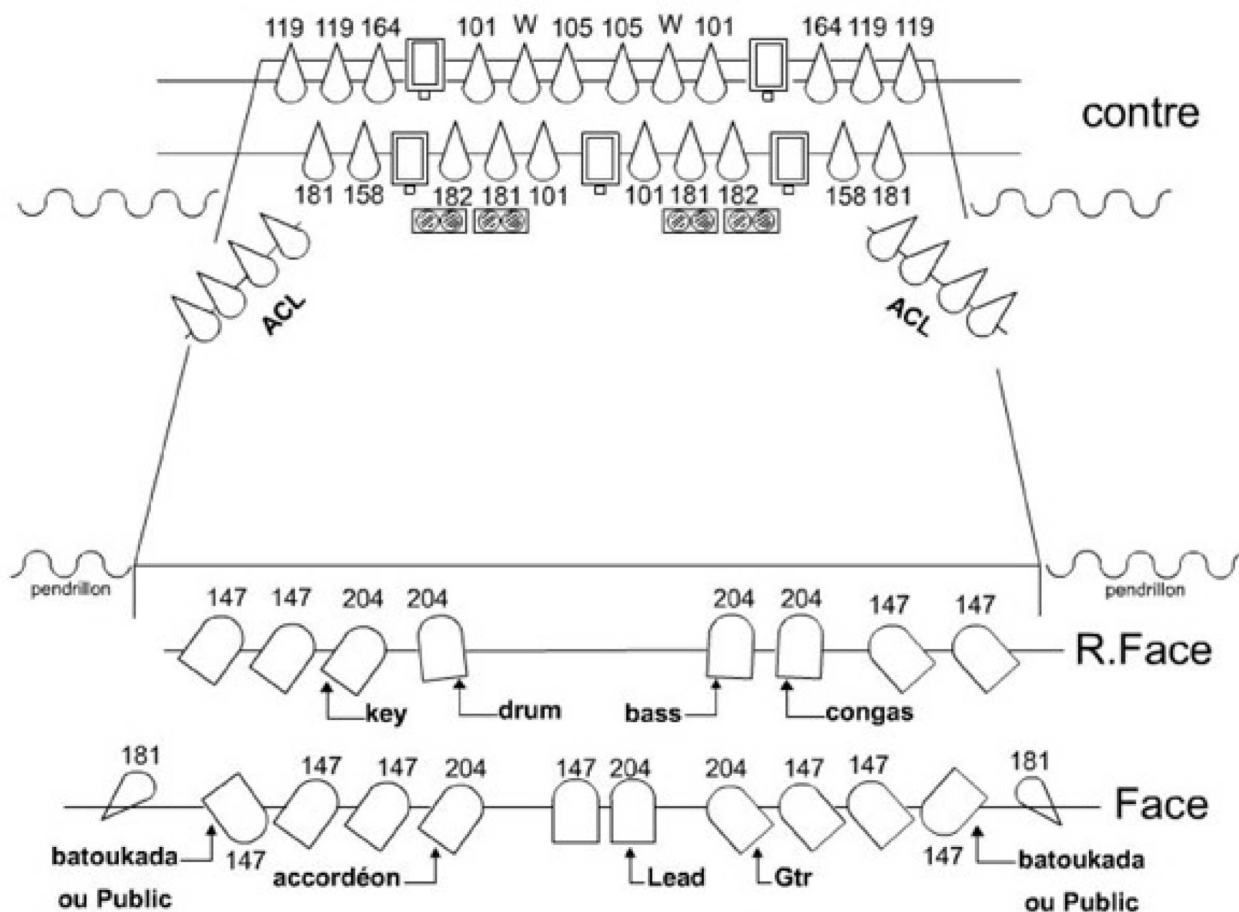 119 119 164 101 W 105 105 W 101 164 119 119
contre
181 158 182 181 101 101 181 182 158 181
ACL ACL
pendrillon pendrillon
147 147 204 204 204 204 147 147
R.Face
key drum bass congas
181 147 147 204 147 204 204 147 147 181
Face
147 147
batoukada accordéon Lead Gtr batoukada
ou Public ou Public